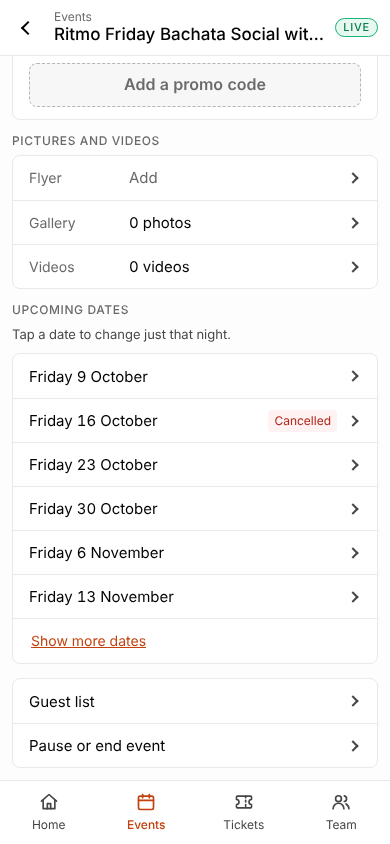 Events
Ritmo Friday Bachata Social wit...
LIVE
Add a promo code
PICTURES AND VIDEOS
Flyer Add
Gallery 0 photos
Videos 0 videos
UPCOMING DATES
Tap a date to change just that night.
Friday 9 October
Friday 16 October Cancelled
Friday 23 October
Friday 30 October
Friday 6 November
Friday 13 November
Show more dates
Guest list
Pause or end event
Home Events Tickets Team